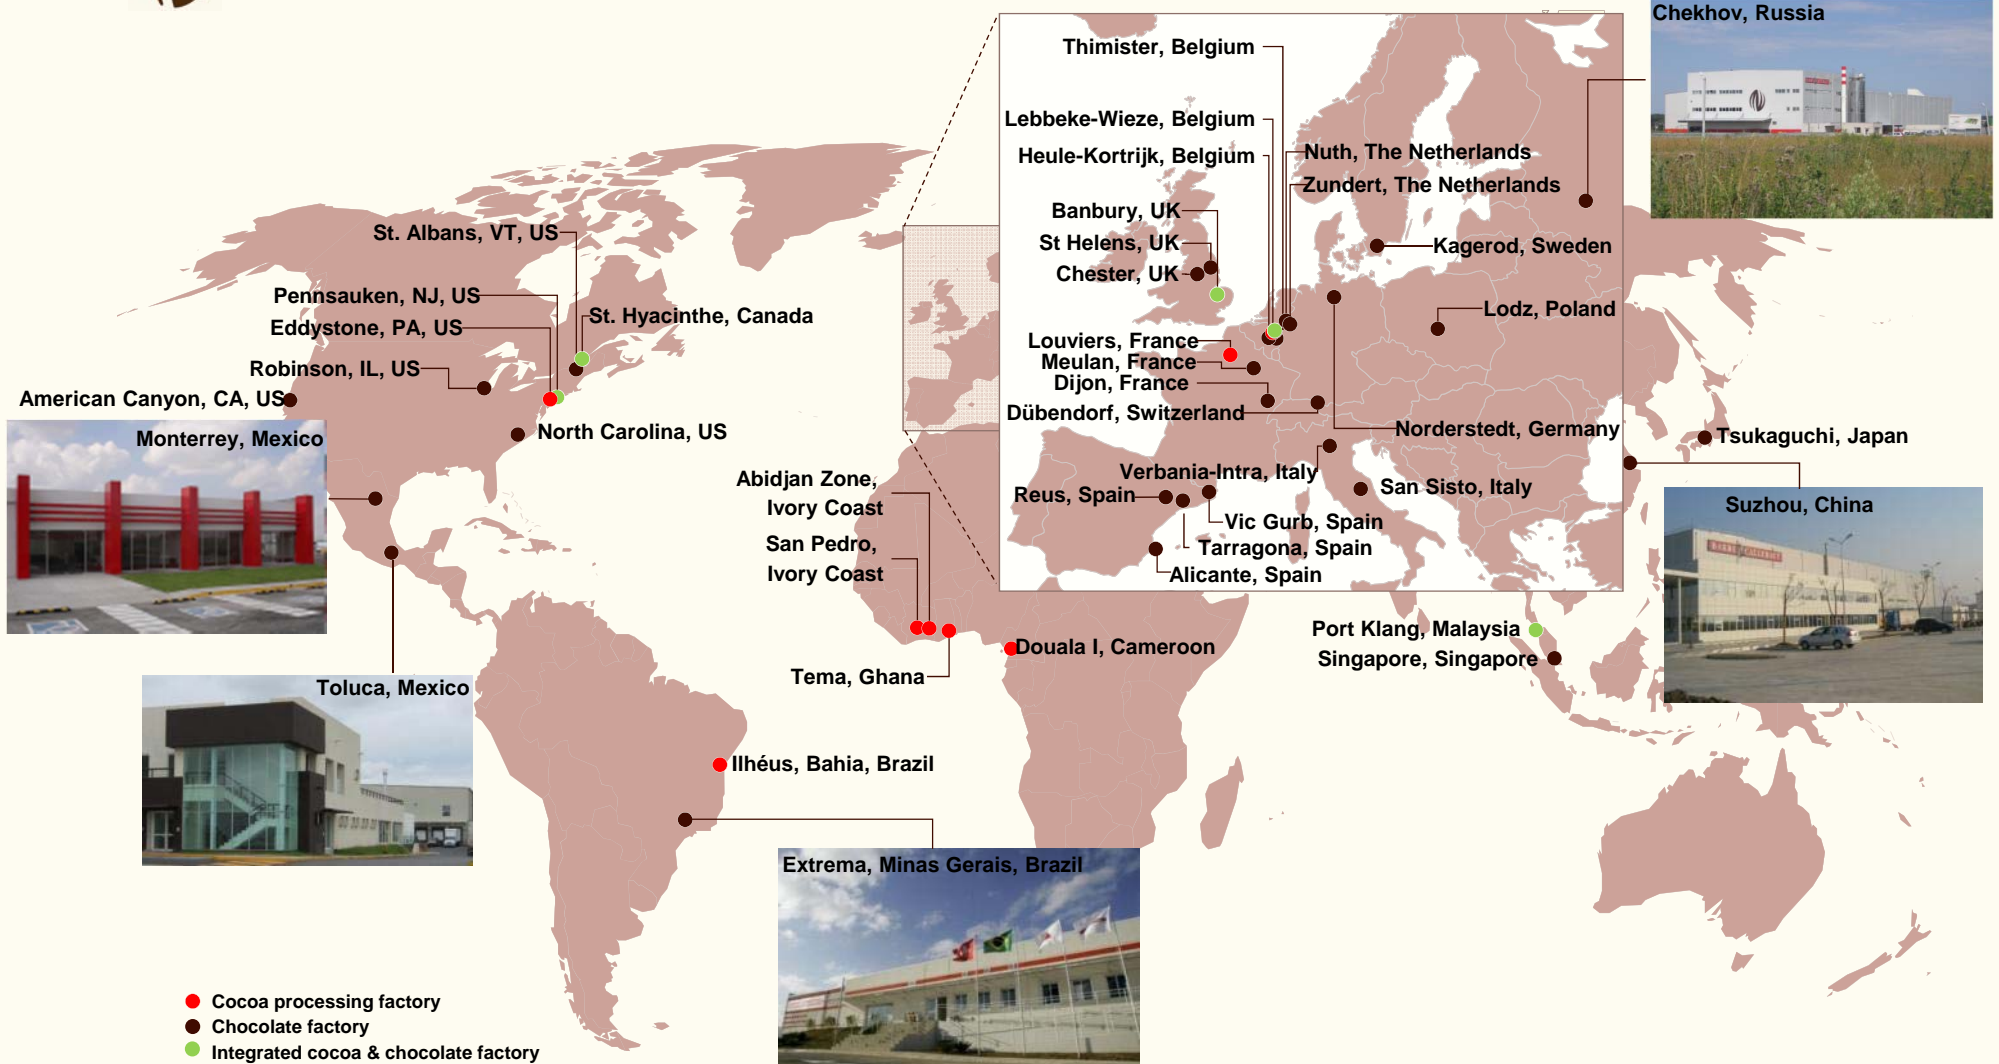 Chekhov, Russia
Thimister, Belgium
Lebbeke-Wieze, Belgium
Heule-Kortrijk, Belgium
Nuth, The Netherlands
Zundert, The Netherlands
Banbury, UK
St Helens, UK
Chester, UK
Kagerod, Sweden
Lodz, Poland
Louviers, France
Meulan, France
Dijon, France
Dübendorf, Switzerland
Norderstedt, Germany
Verbania-Intra, Italy
San Sisto, Italy
Reus, Spain
Vic Gurb, Spain
Tarragona, Spain
Alicante, Spain
St. Albans, VT, US
Pennsauken, NJ, US
Eddystone, PA, US
St. Hyacinthe, Canada
Robinson, IL, US
American Canyon, CA, US
North Carolina, US
Monterrey, Mexico
Toluca, Mexico
Abidjan Zone,
Ivory Coast
San Pedro,
Ivory Coast
Tema, Ghana
Douala I, Cameroon
Ilhéus, Bahia, Brazil
Extrema, Minas Gerais, Brazil
Tsukaguchi, Japan
Suzhou, China
BARRY CALLEBAUT
Port Klang, Malaysia
Singapore, Singapore
Cocoa processing factory
Chocolate factory
Integrated cocoa & chocolate factory